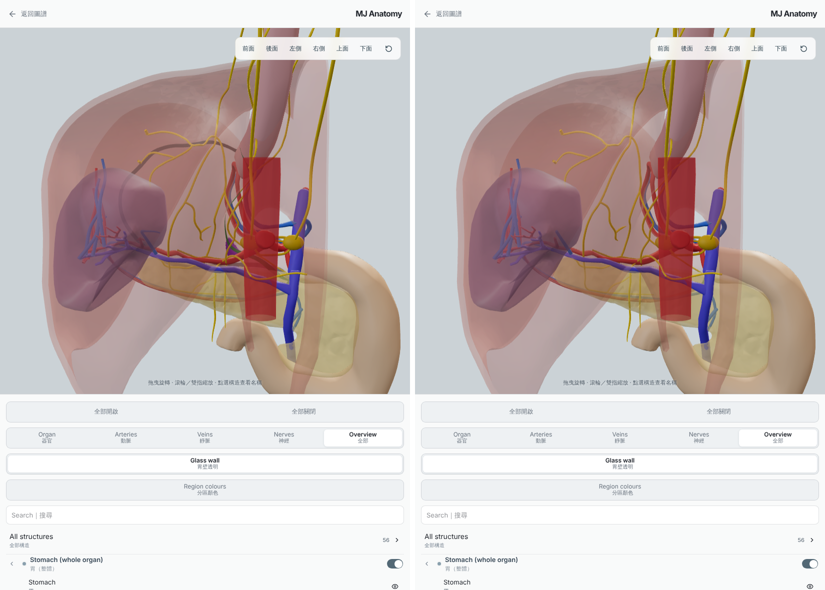 返回圖譜
MJ Anatomy
前面 後面 左側 右側 上面 下面
拖曳旋轉 · 滾輪／雙指縮放 · 點選構造查看名稱
全部開啟 全部關閉
Organ Arteries Veins Nerves Overview
器官 動脈 靜脈 神經 全部
Glass wall
胃壁透明
Region colours
分區顏色
Search｜搜尋
All structures
56
全部構造
Stomach (whole organ)
胃（整體）
Stomach
返回圖譜
MJ Anatomy
前面 後面 左側 右側 上面 下面
拖曳旋轉 · 滾輪／雙指縮放 · 點選構造查看名稱
全部開啟 全部關閉
Organ Arteries Veins Nerves Overview
器官 動脈 靜脈 神經 全部
Glass wall
胃壁透明
Region colours
分區顏色
Search｜搜尋
All structures
56
全部構造
Stomach (whole organ)
胃（整體）
Stomach